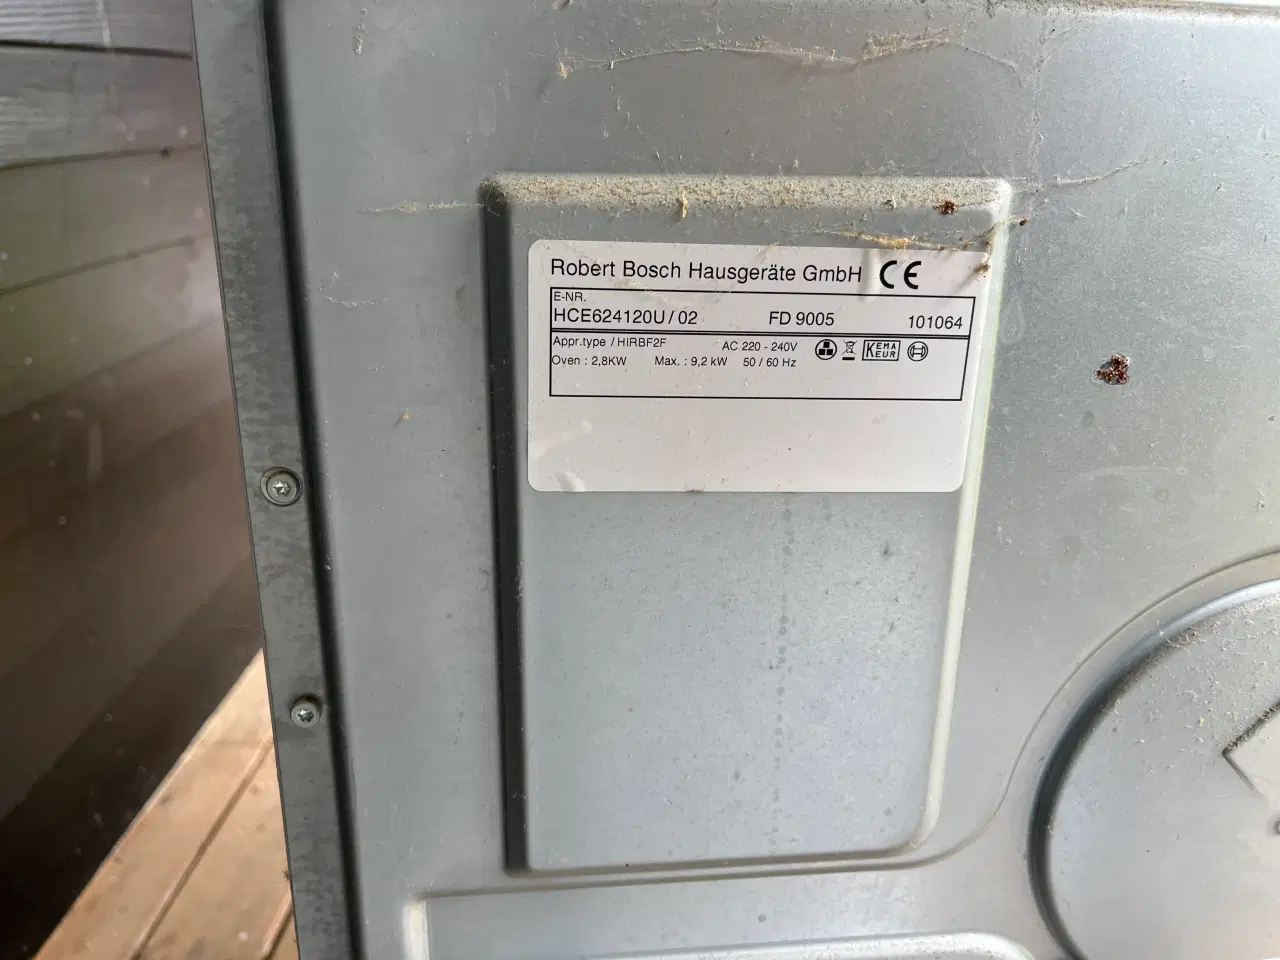 Robert Bosch Hausgeräte GmbH CE
E-NR.
HCE624120U / 02 FD 9005 101064
Appr.type / HIRBF2F AC 220 - 240V KEMA EUR
Oven : 2,8KW Max. : 9,2 kW 50 / 60 Hz